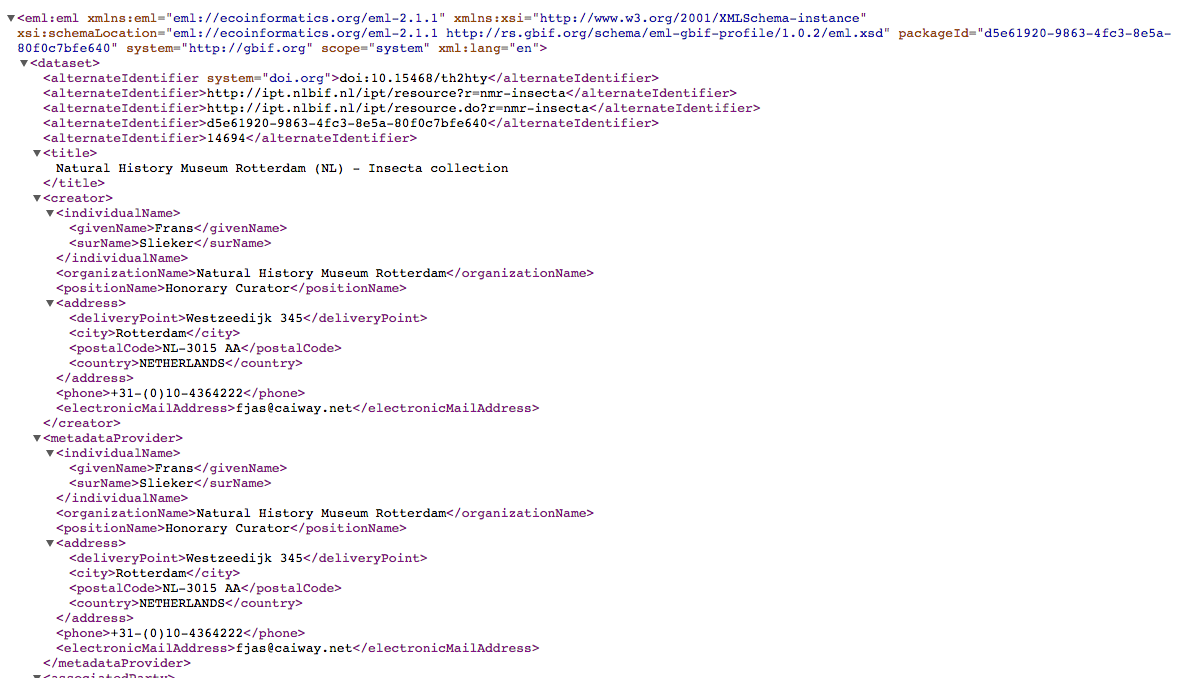 ▼<eml:eml xmlns:eml="eml://ecoinformatics.org/eml-2.1.1" xmlns:xsi="http://www.w3.org/2001/XMLSchema-instance"
xsi:schemaLocation="eml://ecoinformatics.org/eml-2.1.1 http://rs.gbif.org/schema/eml-gbif-profile/1.0.2/eml.xsd" packageId="d5e61920-9863-4fc3-8e5a-
80f0c7bfe640" system="http://gbif.org" scope="system" xml:lang="en">
▼<dataset>
<alternateIdentifier system="doi.org">doi:10.15468/th2hty</alternateIdentifier>
<alternateIdentifier>http://ipt.nlbif.nl/ipt/resource?r=nmr-insecta</alternateIdentifier>
<alternateIdentifier>http://ipt.nlbif.nl/ipt/resource.do?r=nmr-insecta</alternateIdentifier>
<alternateIdentifier>d5e61920-9863-4fc3-8e5a-80f0c7bfe640</alternateIdentifier>
<alternateIdentifier>14694</alternateIdentifier>
▼<title>
Natural History Museum Rotterdam (NL) - Insecta collection
</title>
▼<creator>
▼<individualName>
<givenName>Frans</givenName>
<surName>Slieker</surName>
</individualName>
<organizationName>Natural History Museum Rotterdam</organizationName>
<positionName>Honorary Curator</positionName>
▼<address>
<deliveryPoint>Westzeedijk 345</deliveryPoint>
<city>Rotterdam</city>
<postalCode>NL-3015 AA</postalCode>
<country>NETHERLANDS</country>
</address>
<phone>+31-(0)10-4364222</phone>
<electronicMailAddress>fjas@caiway.net</electronicMailAddress>
</creator>
▼<metadataProvider>
▼<individualName>
<givenName>Frans</givenName>
<surName>Slieker</surName>
</individualName>
<organizationName>Natural History Museum Rotterdam</organizationName>
<positionName>Honorary Curator</positionName>
▼<address>
<deliveryPoint>Westzeedijk 345</deliveryPoint>
<city>Rotterdam</city>
<postalCode>NL-3015 AA</postalCode>
<country>NETHERLANDS</country>
</address>
<phone>+31-(0)10-4364222</phone>
<electronicMailAddress>fjas@caiway.net</electronicMailAddress>
</metadataProvider>
▼<associatedParty>